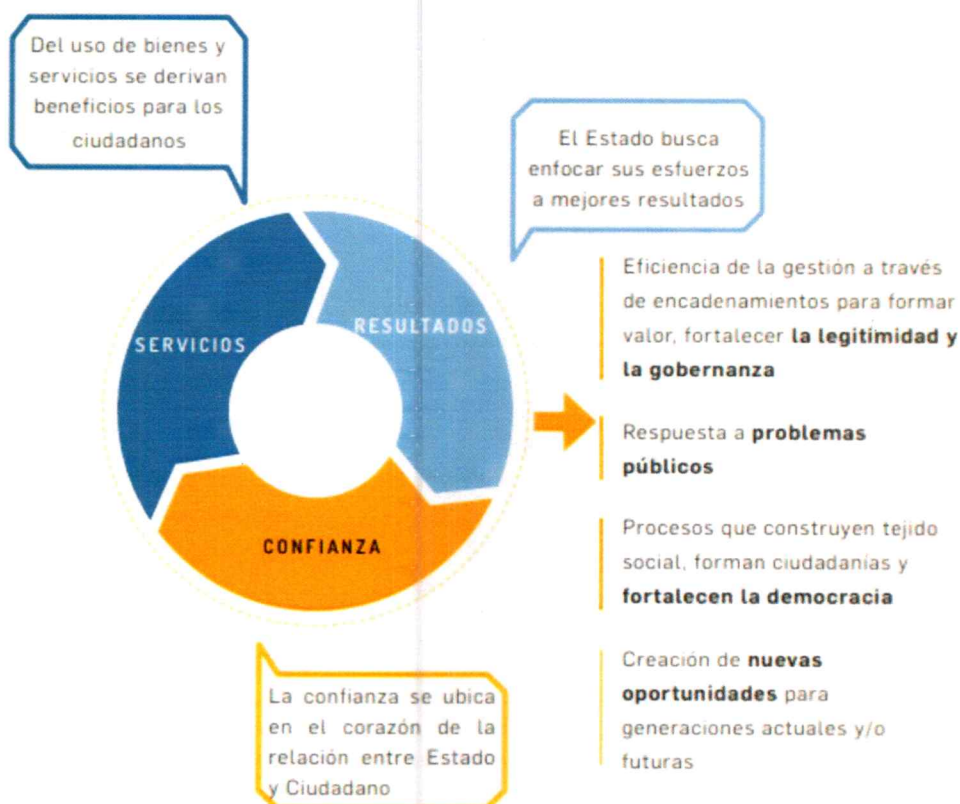 Del uso de bienes y
servicios se derivan
beneficios para los
ciudadanos
El Estado busca
enfocar sus esfuerzos
a mejores resultados
SERVICIOS
RESULTADOS
CONFIANZA
La confianza se ubica
en el corazón de la
relación entre Estado
y Ciudadano
Eficiencia de la gestión a través
de encadenamientos para formar
valor, fortalecer la legitimidad y
la gobernanza
Respuesta a problemas
públicos
Procesos que construyen tejido
social, forman ciudadanías y
fortalecen la democracia
Creación de nuevas
oportunidades para
generaciones actuales y/o
futuras